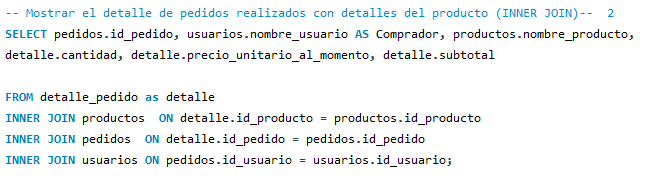 -- Mostrar el detalle de pedidos realizados con detalles del producto (INNER JOIN)--  2
SELECT pedidos.id_pedido, usuarios.nombre_usuario AS Comprador, productos.nombre_producto,
detalle.cantidad, detalle.precio_unitario_al_momento, detalle.subtotal
FROM detalle_pedido as detalle
INNER JOIN productos  ON detalle.id_producto = productos.id_producto
INNER JOIN pedidos  ON detalle.id_pedido = pedidos.id_pedido
INNER JOIN usuarios ON pedidos.id_usuario = usuarios.id_usuario;